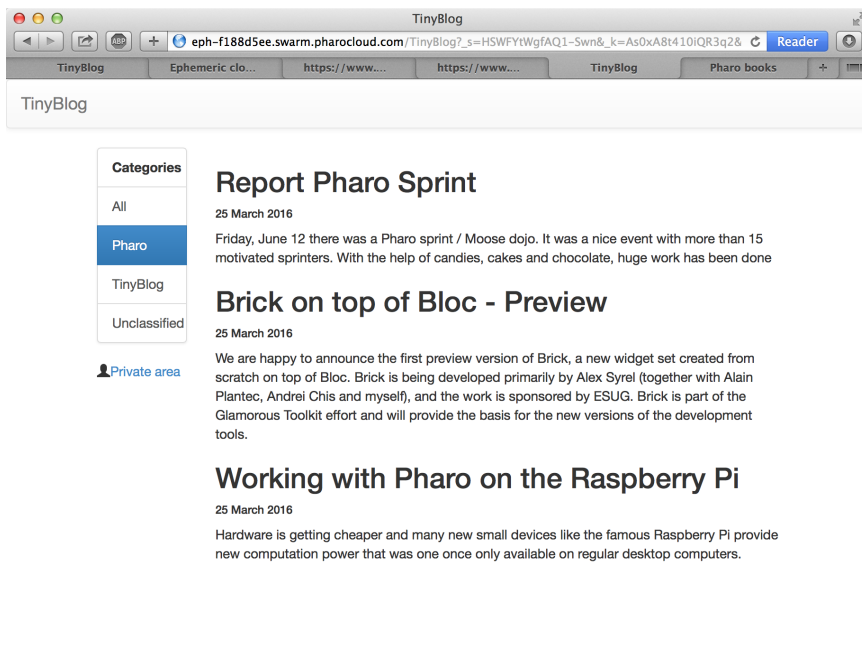 TinyBlog
ABP
eph-f188d5ee.swarm.pharocloud.com/TinyBlog?_s=HSWFYtWgfAQ1-Swn&_k=As0xA8t410iQR3q2&
Reader
TinyBlog
Ephemeric clo...
https://www....
https://www....
TinyBlog
Pharo books
TinyBlog
Categories
All
Pharo
TinyBlog
Unclassified
Private area
Report Pharo Sprint
25 March 2016
Friday, June 12 there was a Pharo sprint / Moose dojo. It was a nice event with more than 15
motivated sprinters. With the help of candies, cakes and chocolate, huge work has been done
Brick on top of Bloc - Preview
25 March 2016
We are happy to announce the first preview version of Brick, a new widget set created from
scratch on top of Bloc. Brick is being developed primarily by Alex Syrel (together with Alain
Plantec, Andrei Chis and myself), and the work is sponsored by ESUG. Brick is part of the
Glamorous Toolkit effort and will provide the basis for the new versions of the development
tools.
Working with Pharo on the Raspberry Pi
25 March 2016
Hardware is getting cheaper and many new small devices like the famous Raspberry Pi provide
new computation power that was one once only available on regular desktop computers.